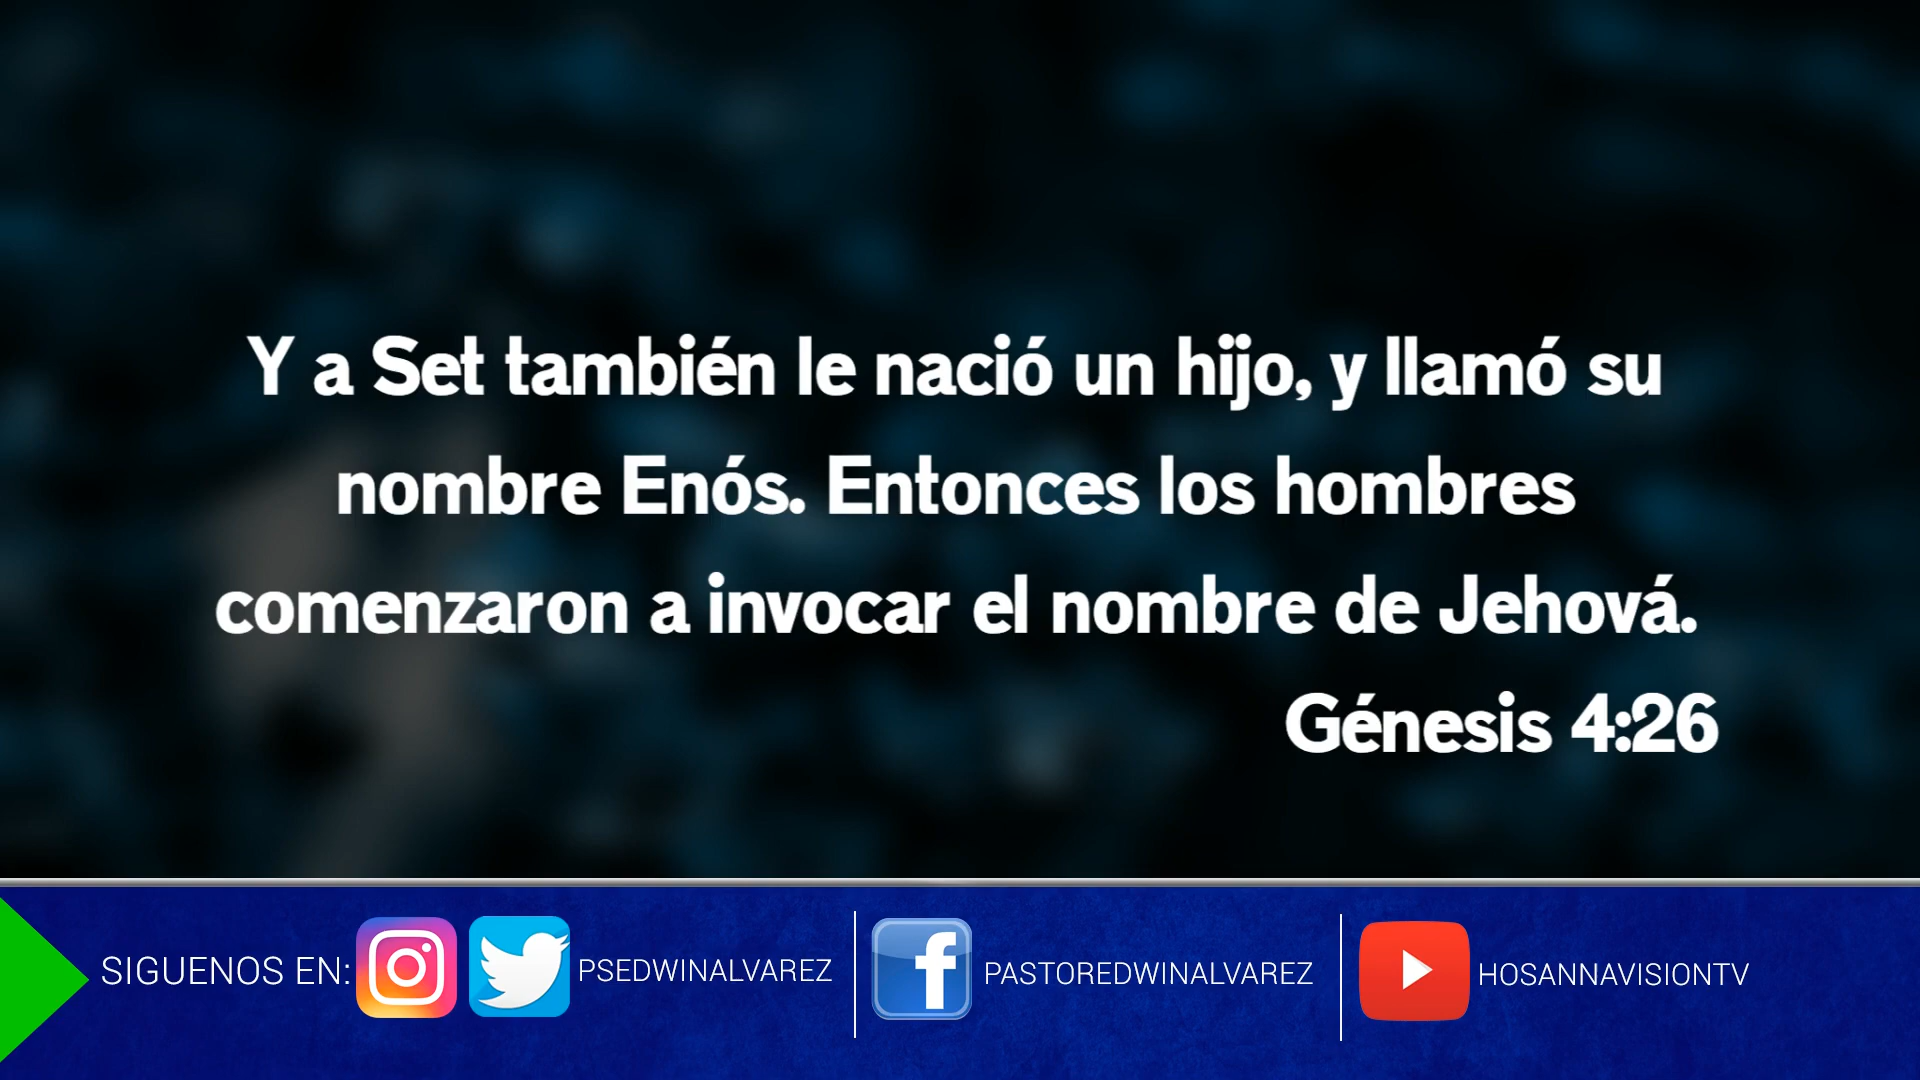 Y a Set también le nació un hijo, y llamó su
nombre Enós. Entonces los hombres
comenzaron a invocar el nombre de Jehová.
Génesis 4:26
SIGUENOS EN: PSEDWINALVAREZ PASTOREDWINALVAREZ HOSANNAVISIONTV